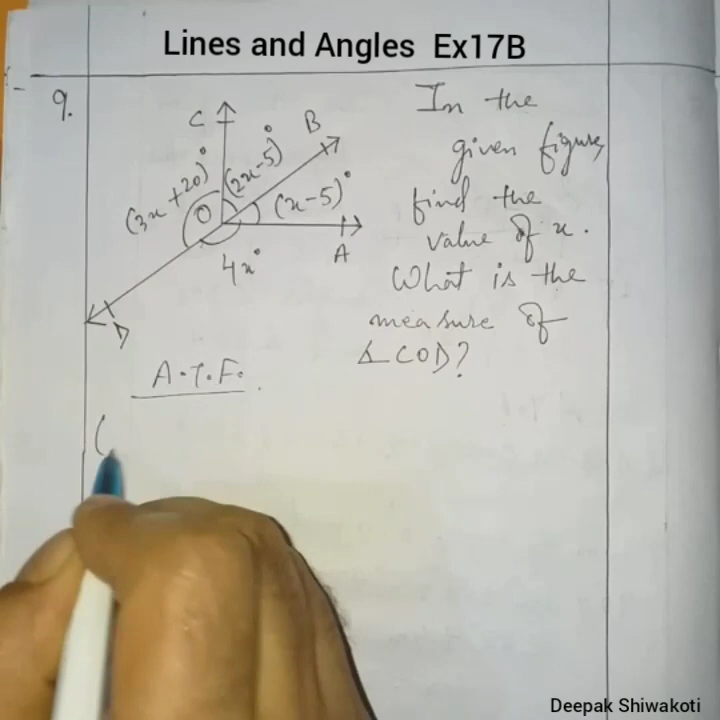 Lines and Angles Ex17B
9.
C
B
(3x+20)°
(2x-5)°
(x-5)°
O
4x°
A
D
In the
given figure,
find the
value of x.
What is the
measure of
∠COD?
A.T.F.
(
Deepak Shiwakoti